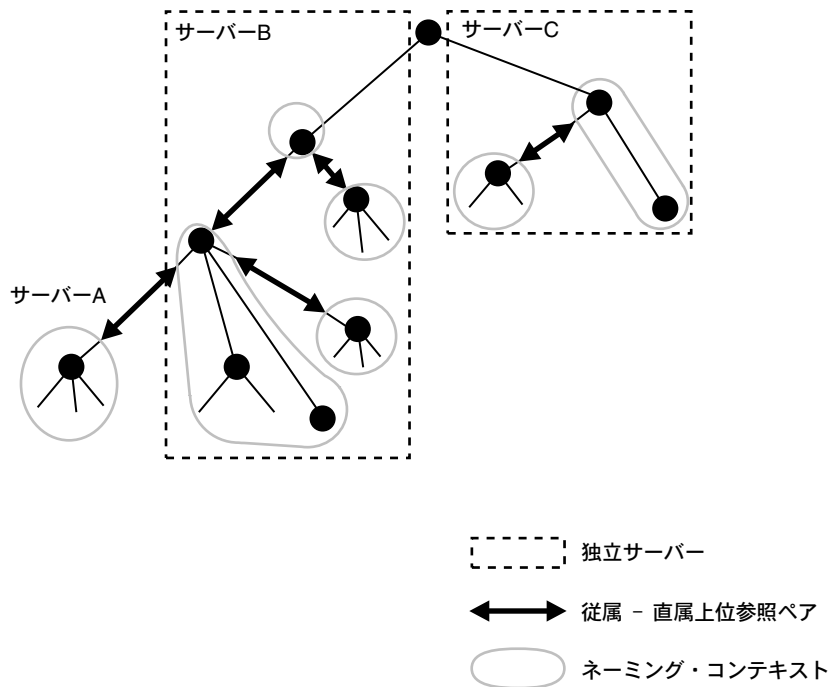 サーバーB
サーバーC
サーバーA
独立サーバー
従属 － 直属上位参照ペア
ネーミング・コンテキスト